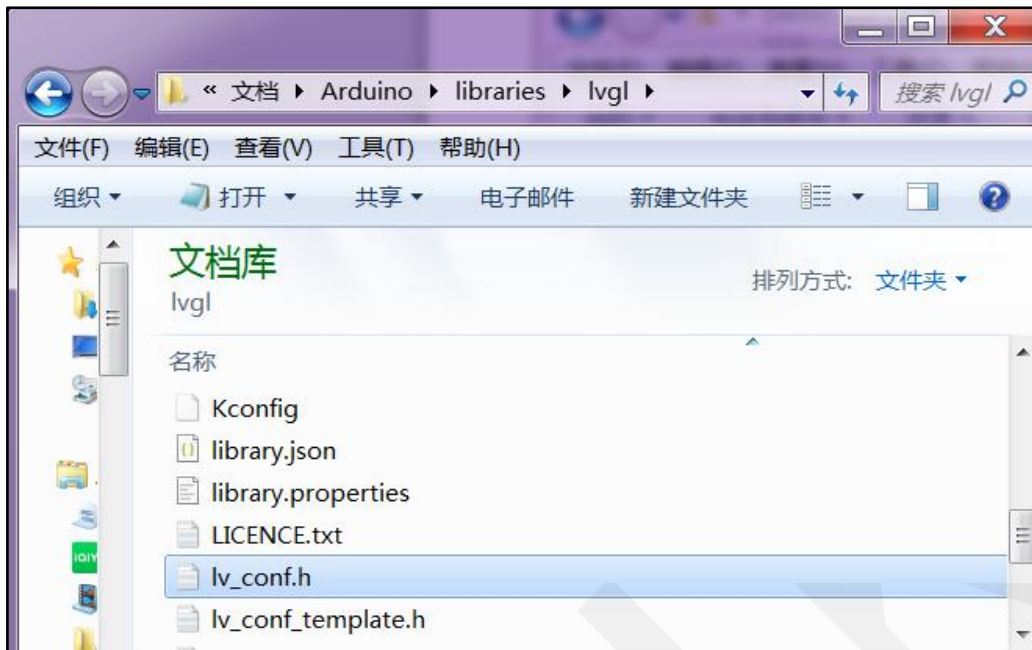 « 文档 ▸ Arduino ▸ libraries ▸ lvgl ▸ 搜索 lvgl
文件(F) 编辑(E) 查看(V) 工具(T) 帮助(H)
组织 打开 共享 电子邮件 新建文件夹
文档库
lvgl
排列方式: 文件夹
名称
Kconfig
library.json
library.properties
LICENCE.txt
lv_conf.h
lv_conf_template.h